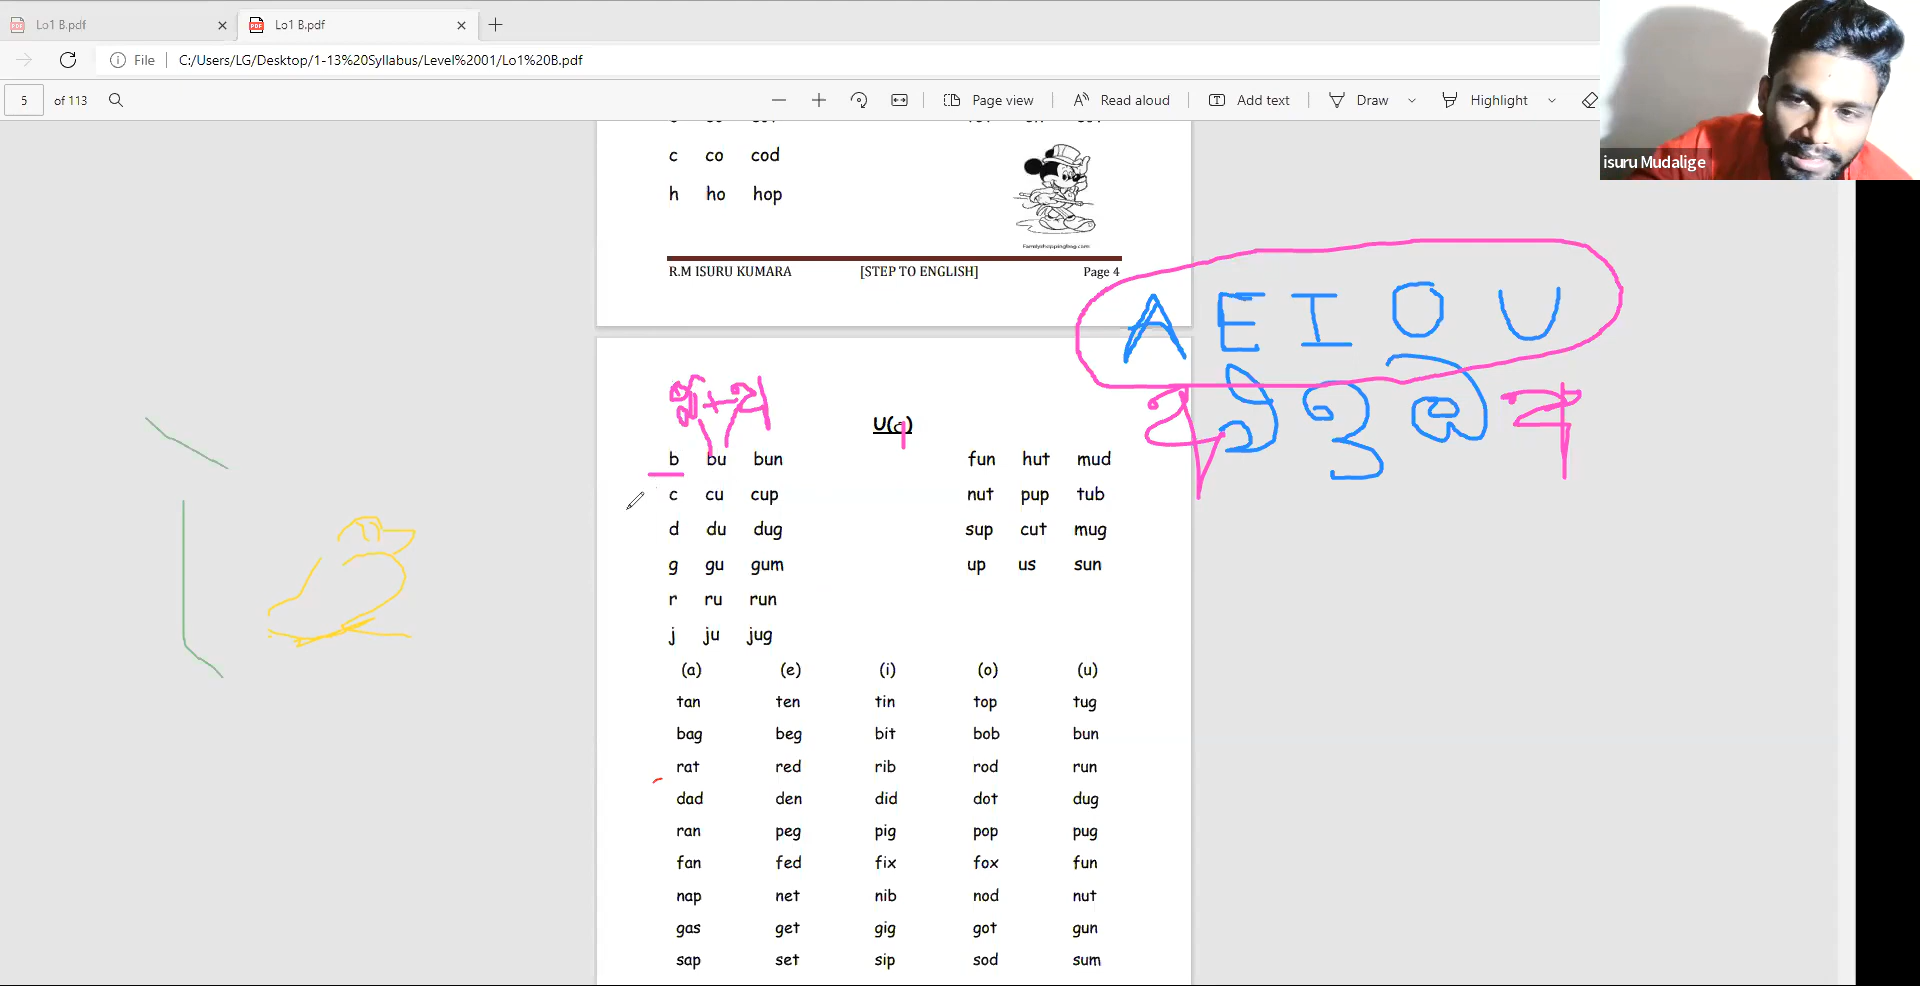 Lo1 B.pdf Lo1 B.pdf
File C:/Users/LG/Desktop/1-13%20Syllabus/Level%2001/Lo1%20B.pdf
5 of 113 Page view Read aloud Add text Draw Highlight
isuru Mudalige
c co cod
h ho hop
Familyshoppingbag.com
R.M ISURU KUMARA [STEP TO ENGLISH] Page 4
A E I O U
b bu bun fun hut mud
c cu cup nut pup tub
d du dug sup cut mug
g gu gum up us sun
r ru run
j ju jug
(a) (e) (i) (o) (u)
tan ten tin top tug
bag beg bit bob bun
rat red rib rod run
dad den did dot dug
ran peg pig pop pug
fan fed fix fox fun
nap net nib nod nut
gas get gig got gun
sap set sip sod sum